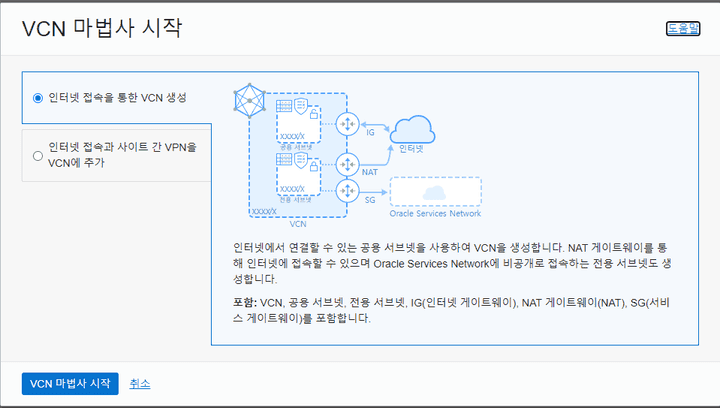 VCN 마법사 시작
도움말
인터넷 접속을 통한 VCN 생성
인터넷 접속과 사이트 간 VPN을
VCN에 추가
XXXX/X
공용 서브넷
XXXX/X
전용 서브넷
XXXX/X
VCN
IG
NAT
SG
인터넷
Oracle Services Network
인터넷에서 연결할 수 있는 공용 서브넷을 사용하여 VCN을 생성합니다. NAT 게이트웨이를 통
해 인터넷에 접속할 수 있으며 Oracle Services Network에 비공개로 접속하는 전용 서브넷도 생
성합니다.
포함: VCN, 공용 서브넷, 전용 서브넷, IG(인터넷 게이트웨이), NAT 게이트웨이(NAT), SG(서비
스 게이트웨이)를 포함합니다.
VCN 마법사 시작
취소